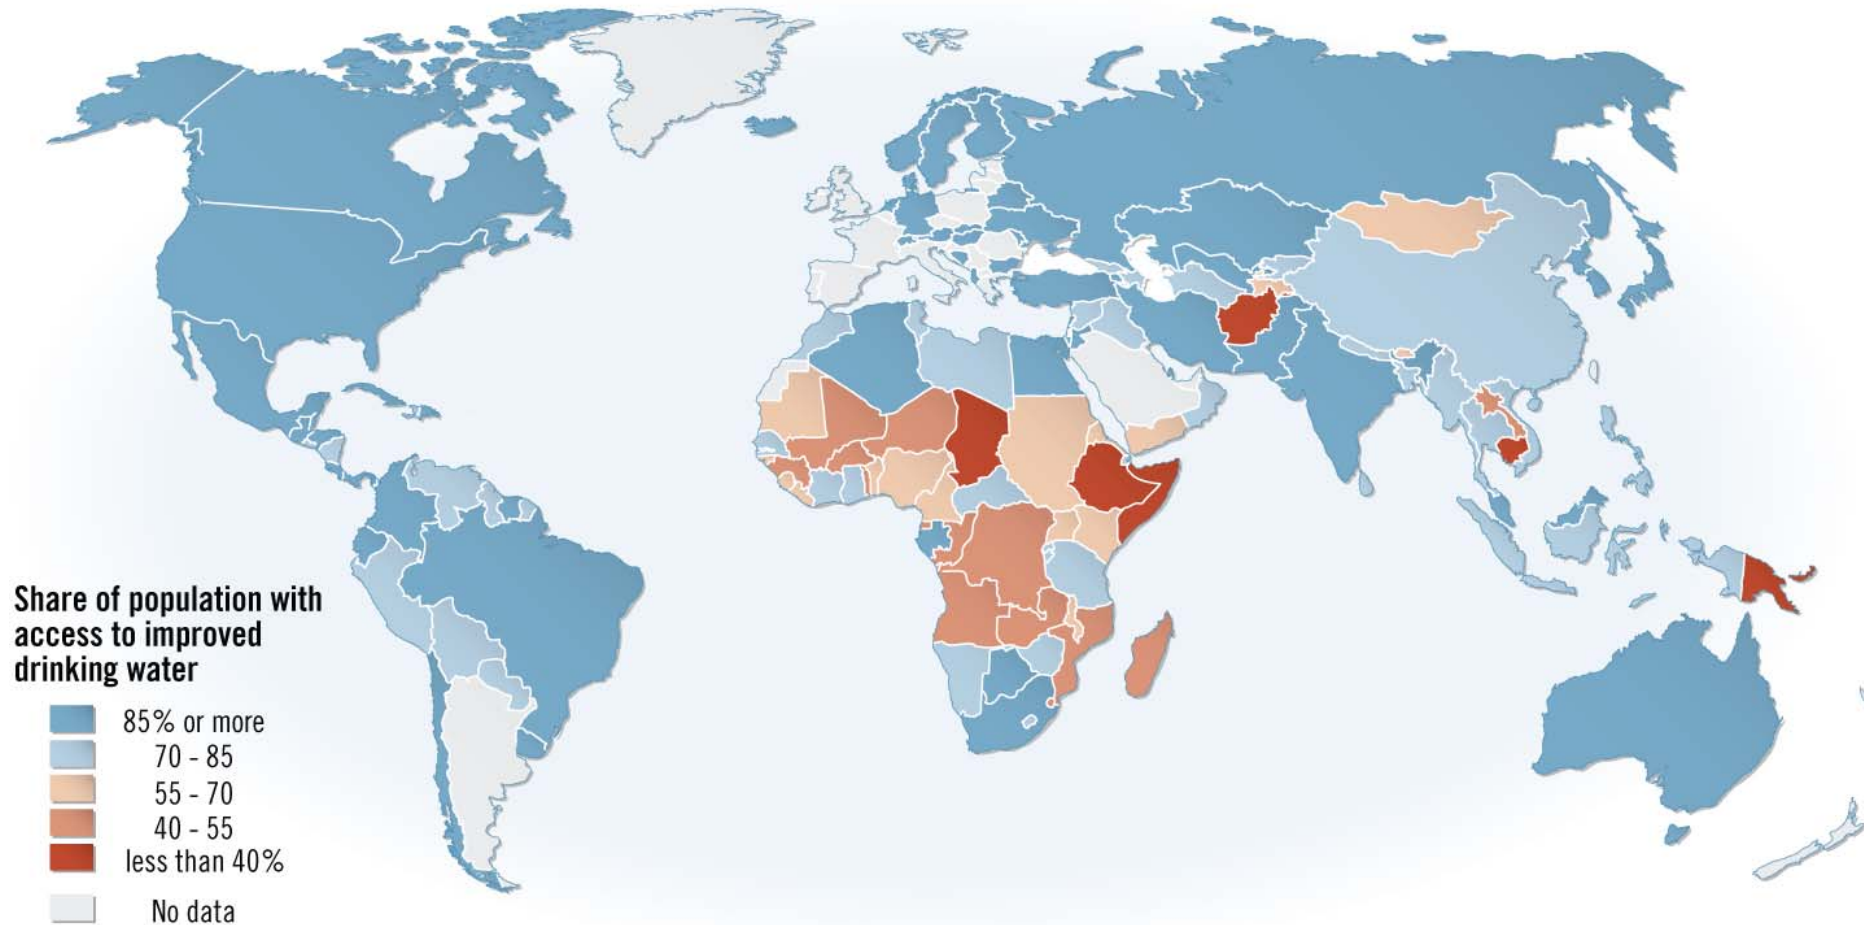 Share of population with
access to improved
drinking water
85% or more
70 - 85
55 - 70
40 - 55
less than 40%
No data